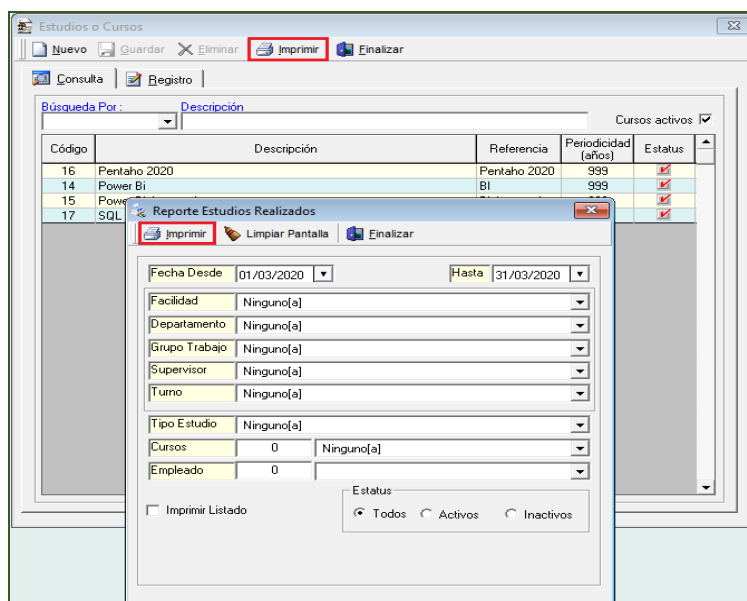 Estudios o Cursos
Nuevo Guardar Eliminar Imprimir Finalizar
Consulta Registro
Búsqueda Por : Descripción
Cursos activos
Código Descripción Referencia Periodicidad (años) Estatus
16 Pentaho 2020 Pentaho 2020 999
14 Power Bi BI 999
15
17 SQL
Reporte Estudios Realizados
Imprimir Limpiar Pantalla Finalizar
Fecha Desde 01/03/2020 Hasta 31/03/2020
Facilidad Ninguno[a]
Departamento Ninguno[a]
Grupo Trabajo Ninguno[a]
Supervisor Ninguno[a]
Turno Ninguno[a]
Tipo Estudio Ninguno[a]
Cursos 0 Ninguno[a]
Empleado 0
Estatus
Imprimir Listado Todos Activos Inactivos